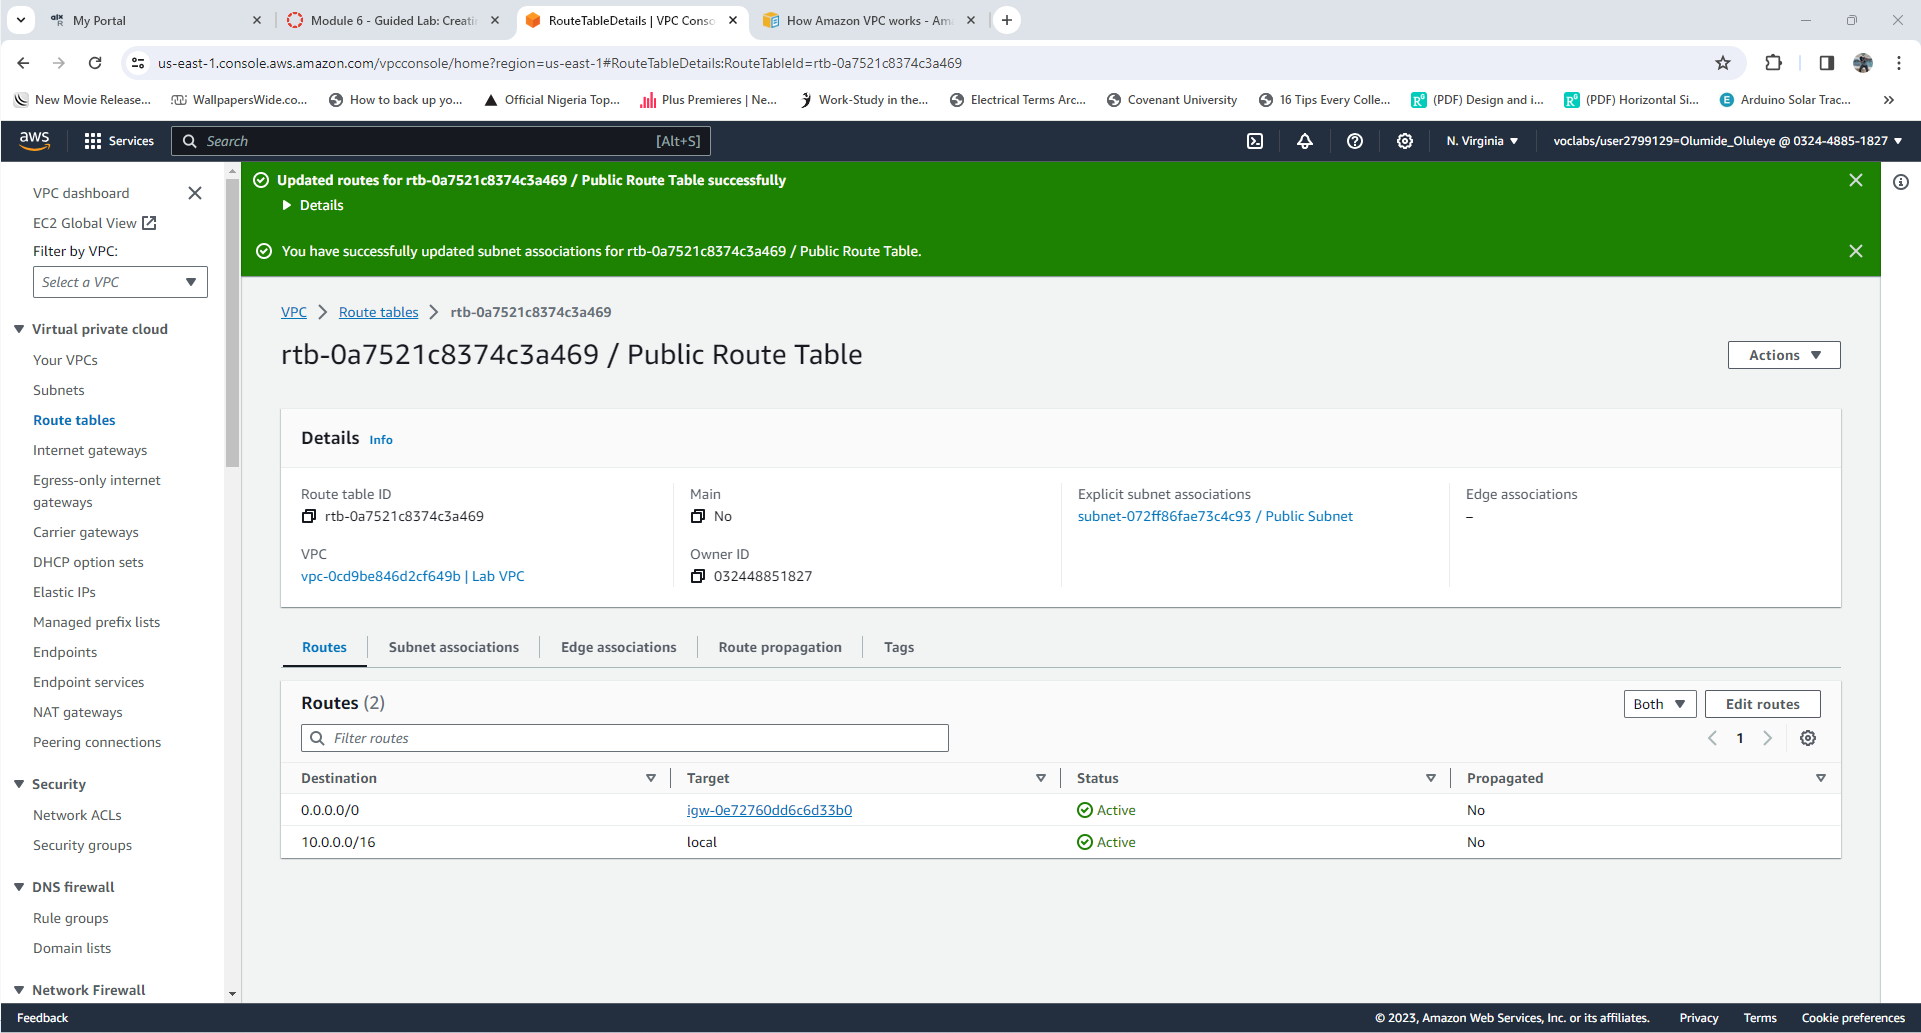 My Portal
Module 6 - Guided Lab: Creati
RouteTableDetails | VPC Conso
How Amazon VPC works - Ama
us-east-1.console.aws.amazon.com/vpcconsole/home?region=us-east-1#RouteTableDetails:RouteTableId=rtb-0a7521c8374c3a469
New Movie Release...
WallpapersWide.co...
How to back up yo...
Official Nigeria Top...
Plus Premieres | Ne...
Work-Study in the...
Electrical Terms Arc...
Covenant University
16 Tips Every Colle...
(PDF) Design and i...
(PDF) Horizontal Si...
Arduino Solar Trac...
aws
Services
Search
[Alt+S]
N. Virginia
voclabs/user2799129=Olumide_Oluleye @ 0324-4885-1827
VPC dashboard
EC2 Global View
Filter by VPC:
Select a VPC
Virtual private cloud
Your VPCs
Subnets
Route tables
Internet gateways
Egress-only internet
gateways
Carrier gateways
DHCP option sets
Elastic IPs
Managed prefix lists
Endpoints
Endpoint services
NAT gateways
Peering connections
Security
Network ACLs
Security groups
DNS firewall
Rule groups
Domain lists
Network Firewall
Updated routes for rtb-0a7521c8374c3a469 / Public Route Table successfully
Details
You have successfully updated subnet associations for rtb-0a7521c8374c3a469 / Public Route Table.
VPC
Route tables
rtb-0a7521c8374c3a469
rtb-0a7521c8374c3a469 / Public Route Table
Actions
Details
Info
Route table ID
rtb-0a7521c8374c3a469
Main
No
Explicit subnet associations
subnet-072ff86fae73c4c93 / Public Subnet
Edge associations
–
VPC
vpc-0cd9be846d2cf649b | Lab VPC
Owner ID
032448851827
Routes
Subnet associations
Edge associations
Route propagation
Tags
Routes (2)
Both
Edit routes
Filter routes
1
Destination
Target
Status
Propagated
0.0.0.0/0
igw-0e72760dd6c6d33b0
Active
No
10.0.0.0/16
local
Active
No
Feedback
© 2023, Amazon Web Services, Inc. or its affiliates.
Privacy
Terms
Cookie preferences